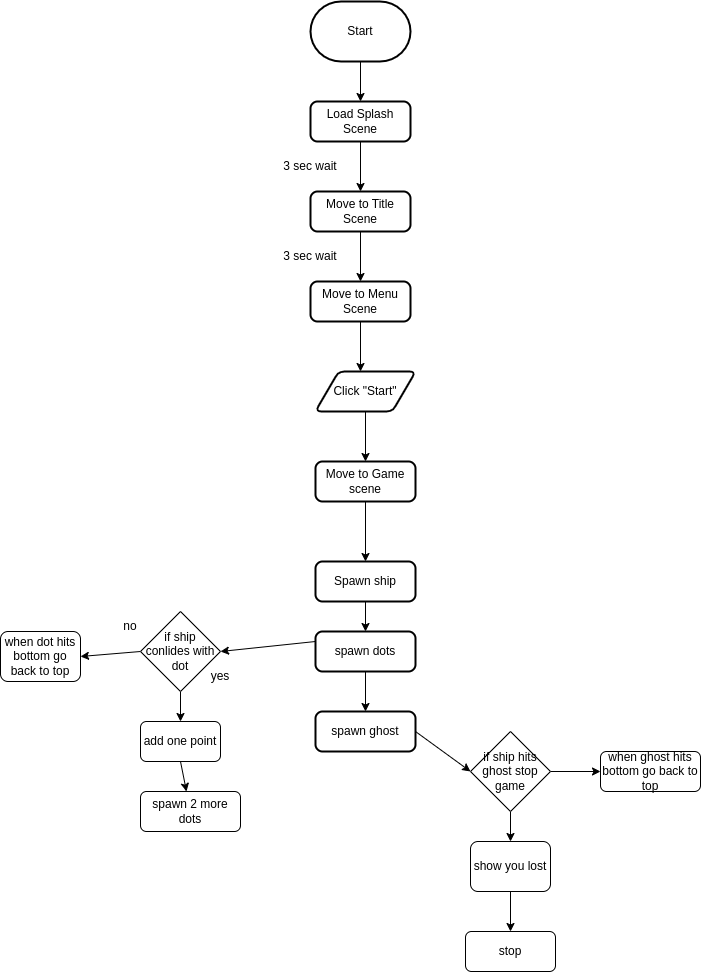 Start
Load Splash
Scene
3 sec wait
Move to Title
Scene
3 sec wait
Move to Menu
Scene
Click "Start"
Move to Game
scene
Spawn ship
no
when dot hits
bottom go
back to top
if ship
conlides with
dot
yes
spawn dots
add one point
spawn 2 more
dots
spawn ghost
if ship hits
ghost stop
game
when ghost hits
bottom go back to
top
show you lost
stop